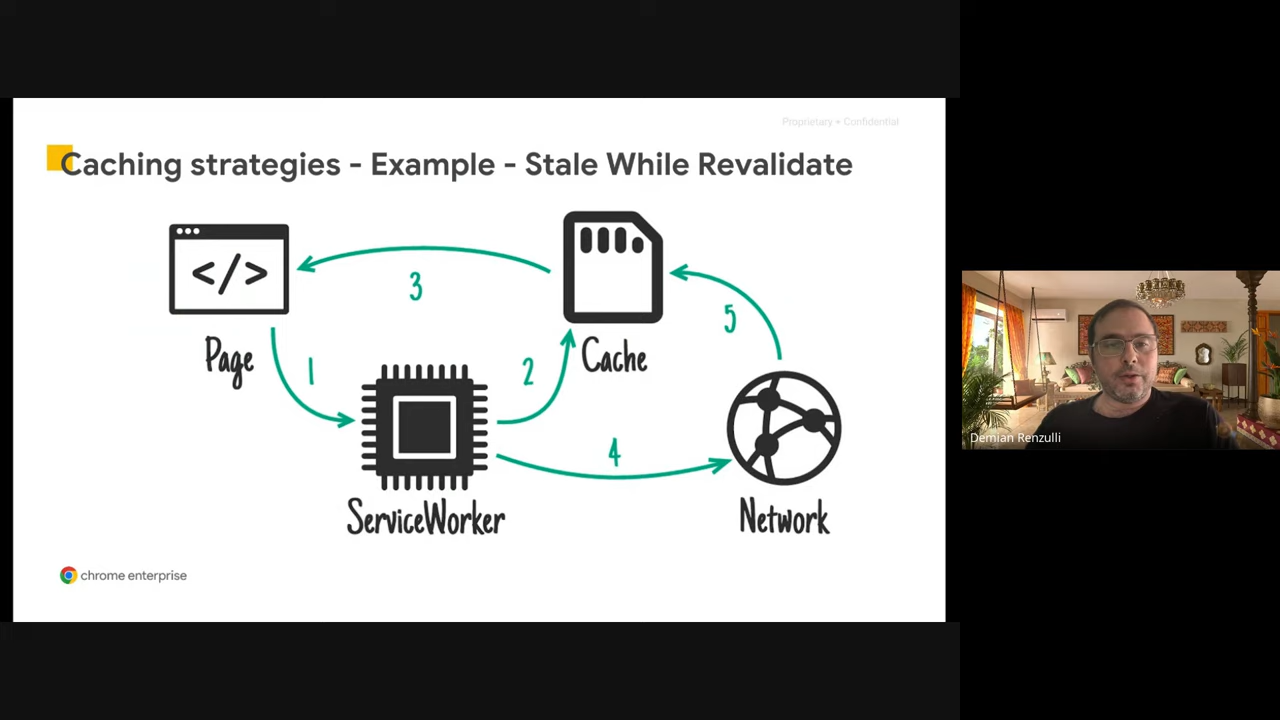 Proprietary + Confidential
Caching strategies - Example - Stale While Revalidate
</>
3
5
Page
1
2
Cache
4
ServiceWorker
Network
chrome enterprise
Demian Renzulli